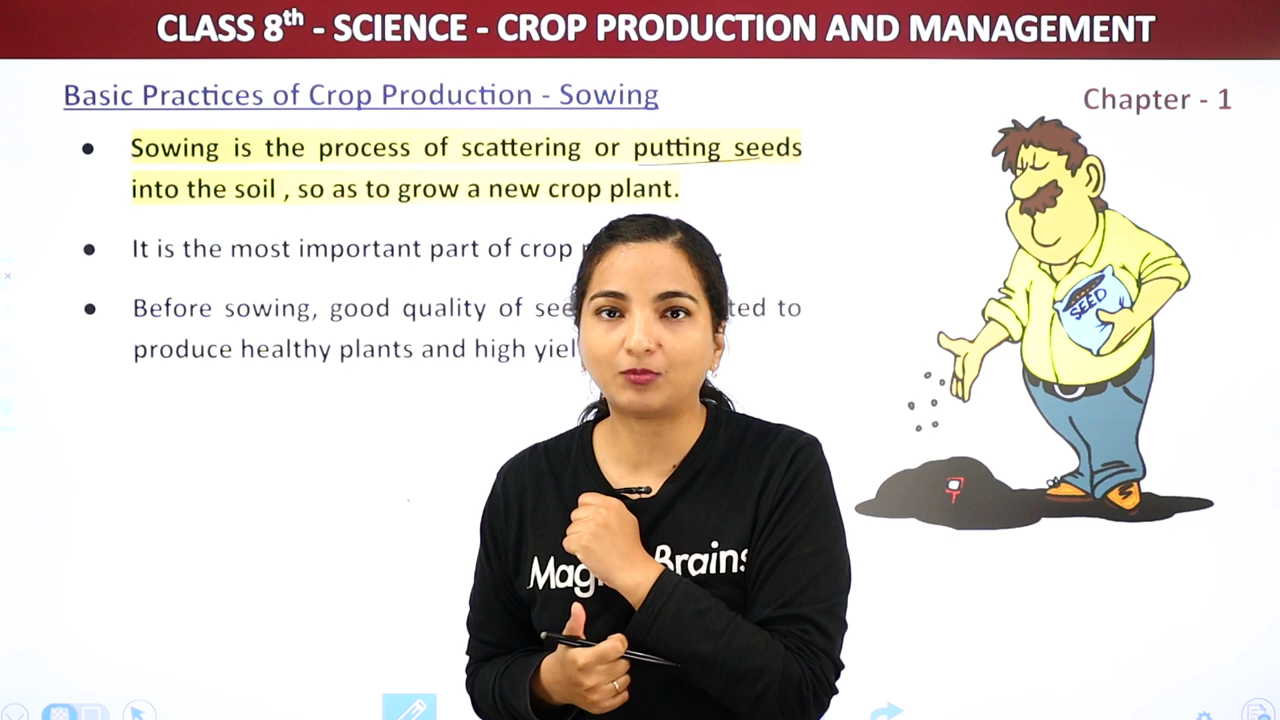 CLASS 8th - SCIENCE - CROP PRODUCTION AND MANAGEMENT
Basic Practices of Crop Production - Sowing
Chapter - 1
Sowing is the process of scattering or putting seeds
into the soil , so as to grow a new crop plant.
It is the most important part of crop
Before sowing, good quality of to
produce healthy plants and high
SEED
Brains